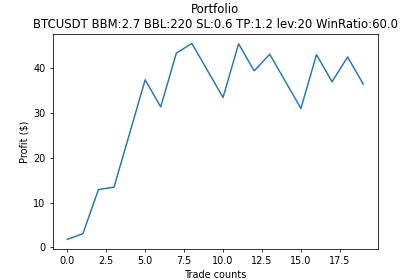 Portfolio
BTCUSDT BBM:2.7 BBL:220 SL:0.6 TP:1.2 lev:20 WinRatio:60.0
Profit ($)
40
30
20
10
0
0.0 2.5 5.0 7.5 10.0 12.5 15.0 17.5
Trade counts